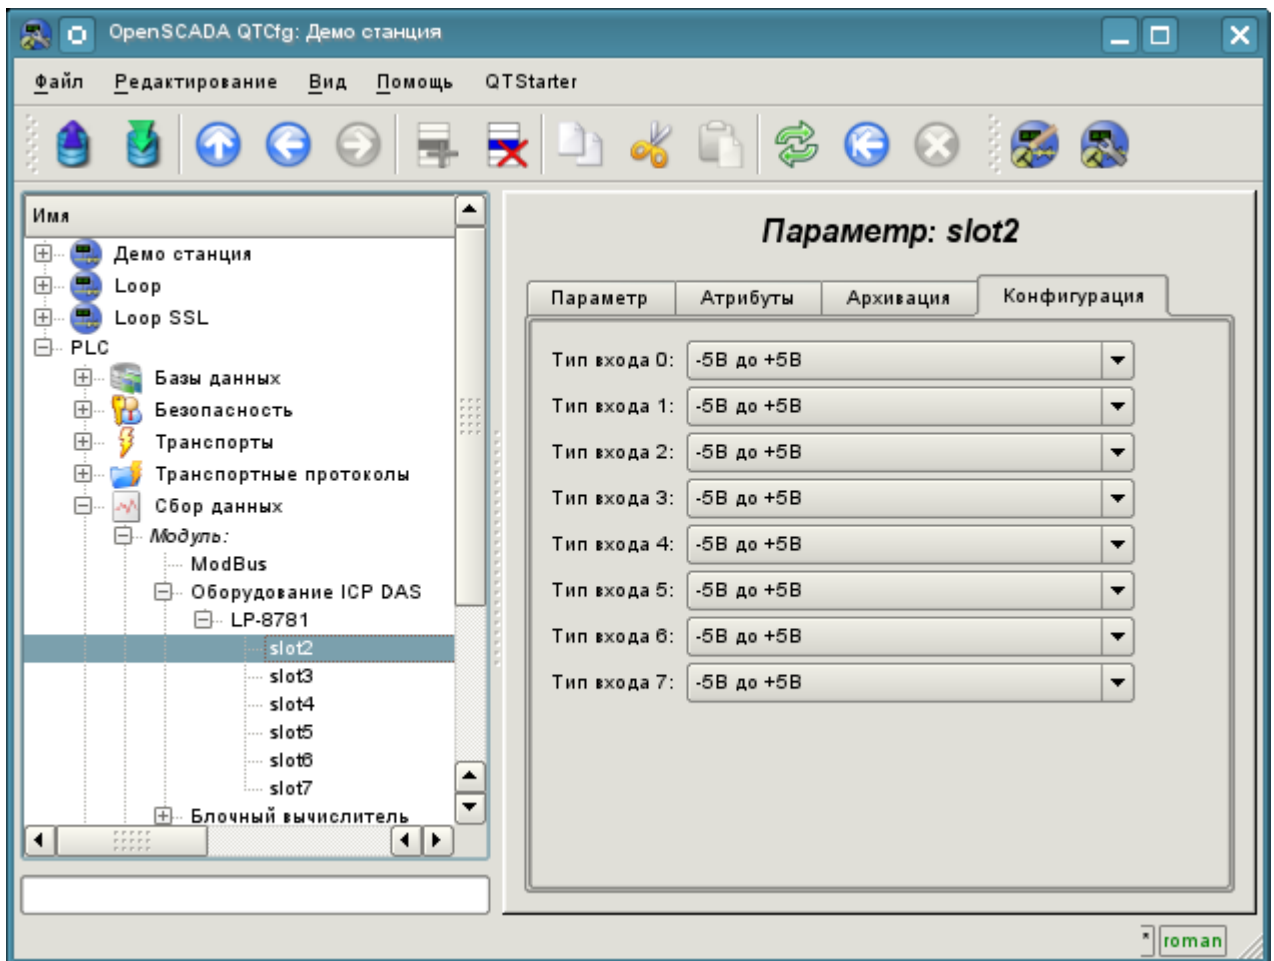 OpenSCADA QTCfg: Демо станция
Файл Редактирование Вид Помощь QTStarter
Имя
Демо станция
Loop
Loop SSL
PLC
Базы данных
Безопасность
Транспорты
Транспортные протоколы
Сбор данных
Модуль:
ModBus
Оборудование ICP DAS
LP-8781
slot2
slot3
slot4
slot5
slot6
slot7
Блочный вычислитель
Параметр: slot2
Параметр Атрибуты Архивация Конфигурация
Тип входа 0: -5В до +5В
Тип входа 1: -5В до +5В
Тип входа 2: -5В до +5В
Тип входа 3: -5В до +5В
Тип входа 4: -5В до +5В
Тип входа 5: -5В до +5В
Тип входа 6: -5В до +5В
Тип входа 7: -5В до +5В
* roman